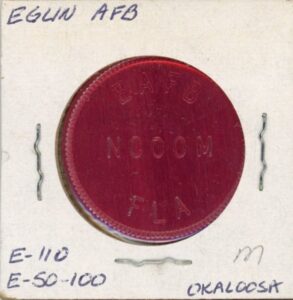 EGLIN AFB
EAFB
NCOOM
FLA
E-110
m
E-50-100
OKALOOSA